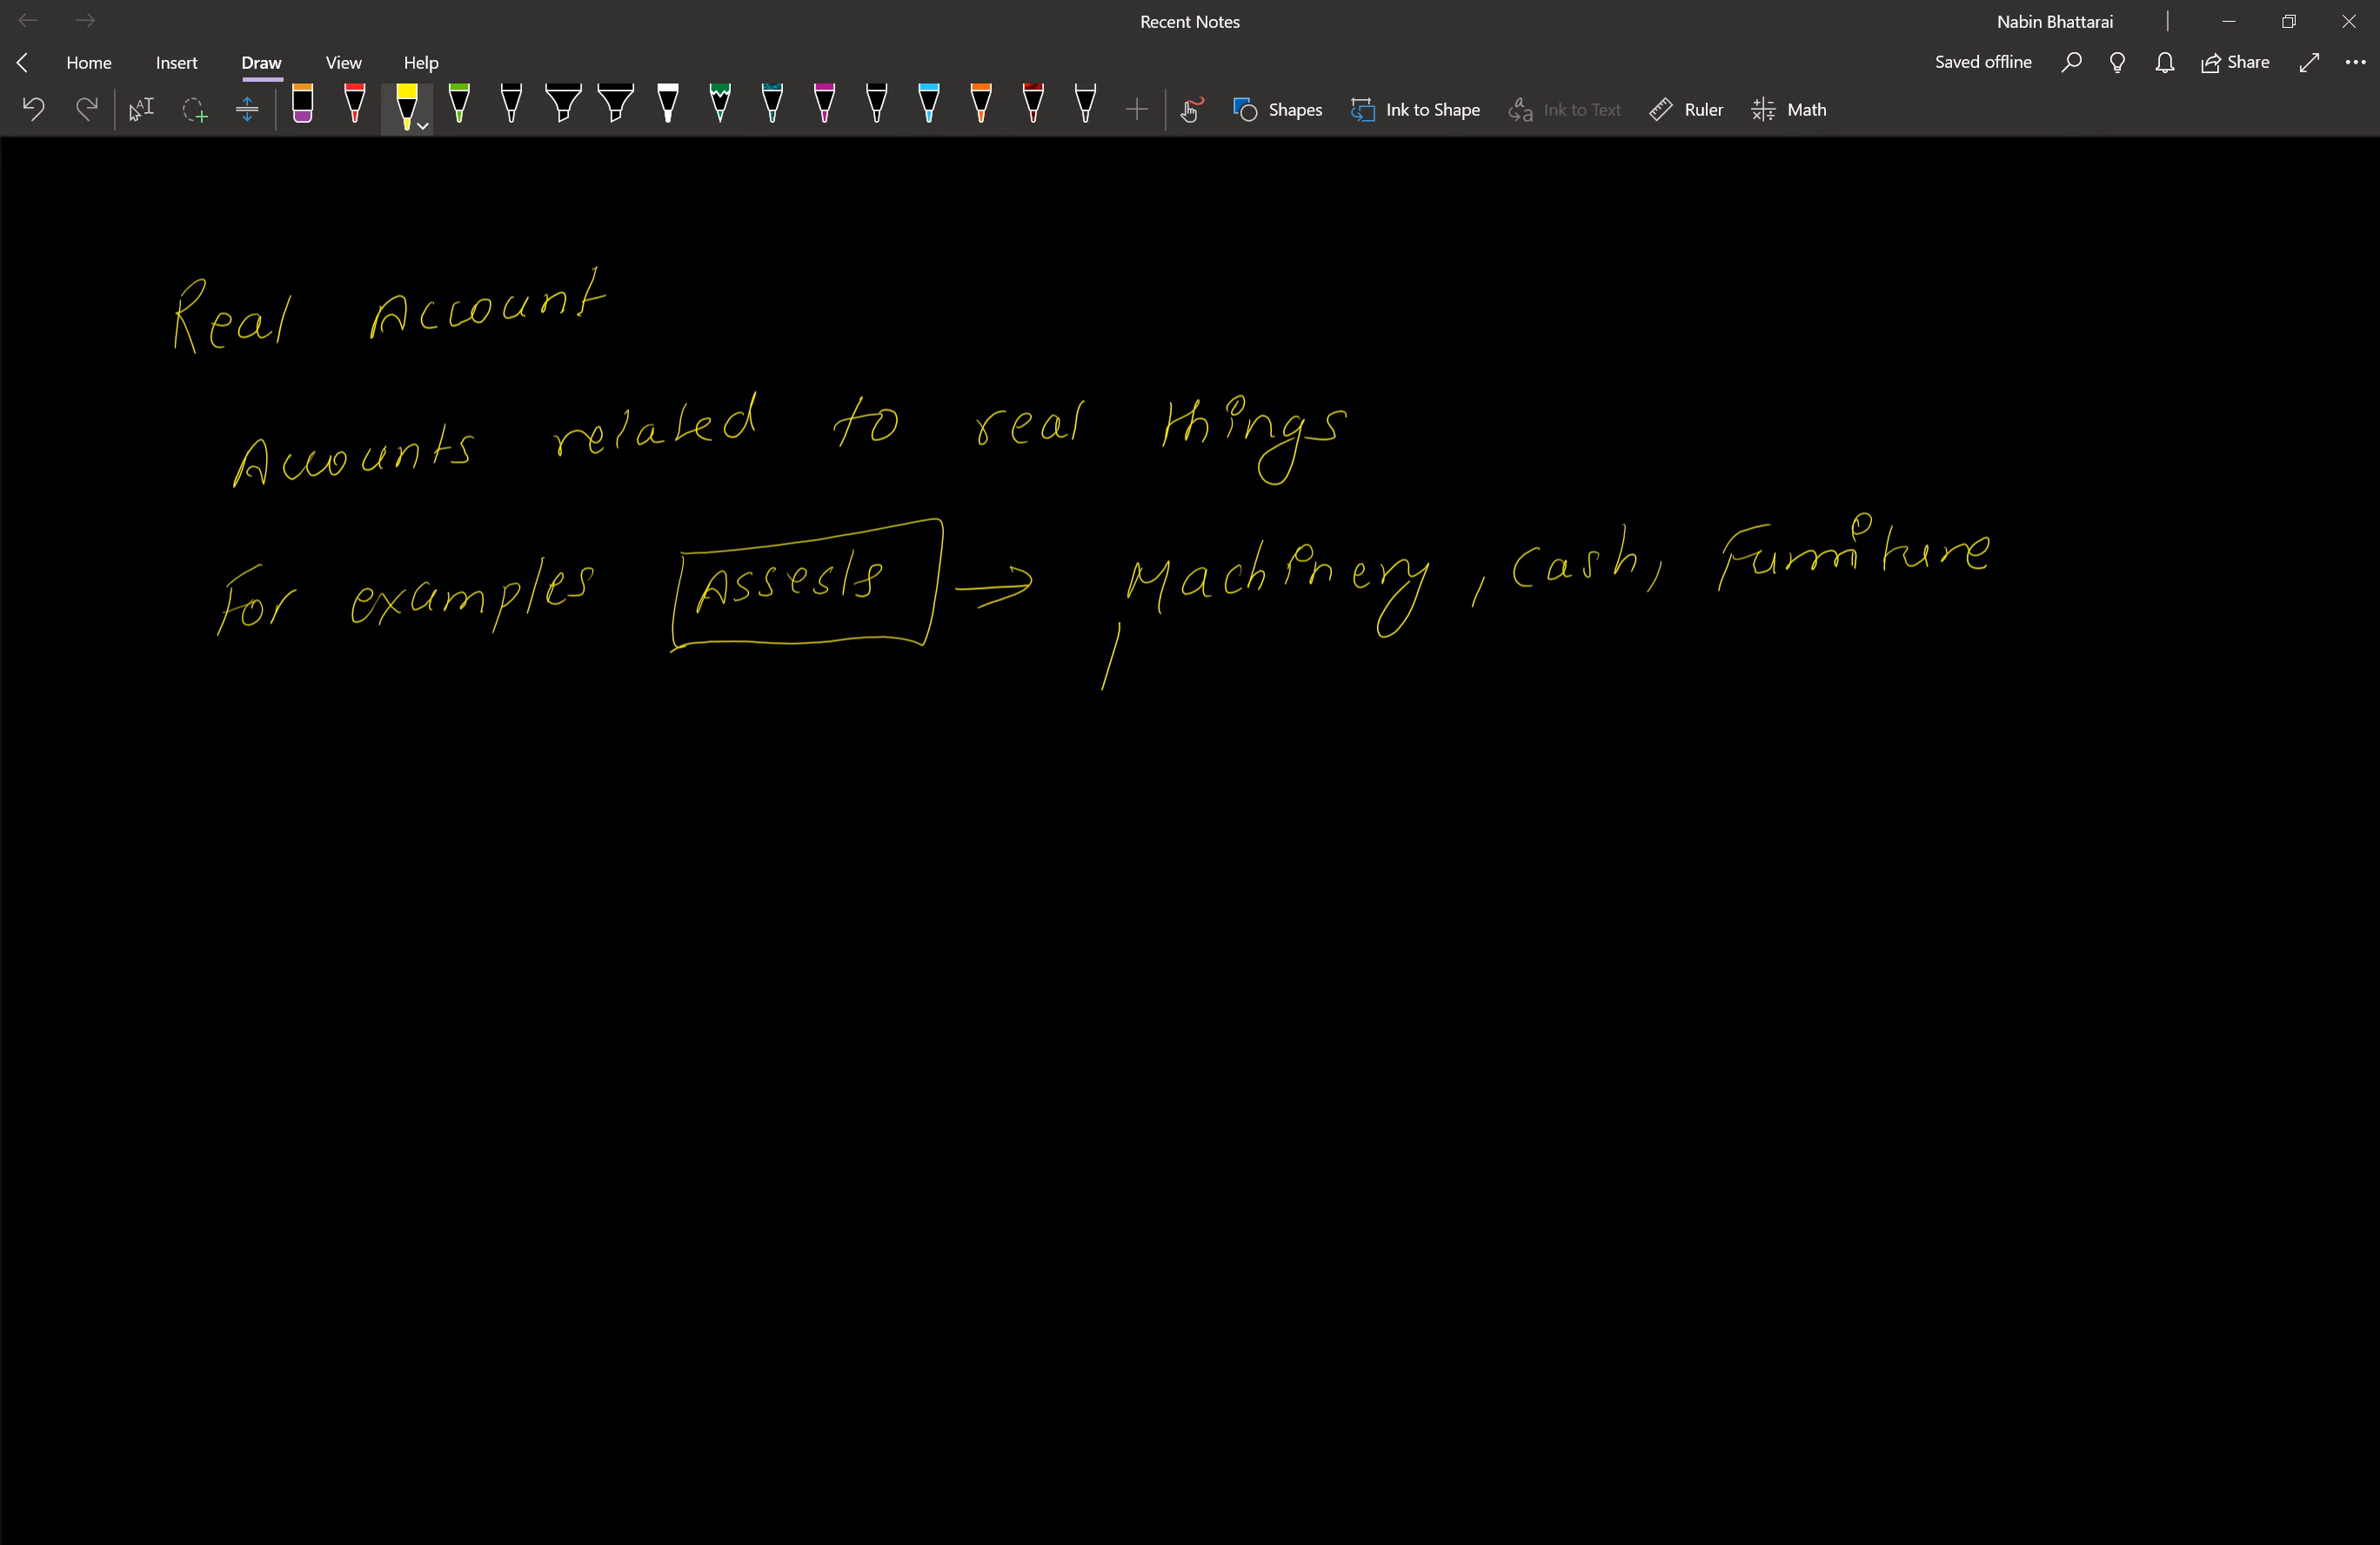 Recent Notes
Nabin Bhattarai
Home Insert Draw View Help
Saved offline
Share
Shapes Ink to Shape Ink to Text Ruler Math
Real Account
Accounts related to real things
For examples Assests → Machinery, Cash, Furniture